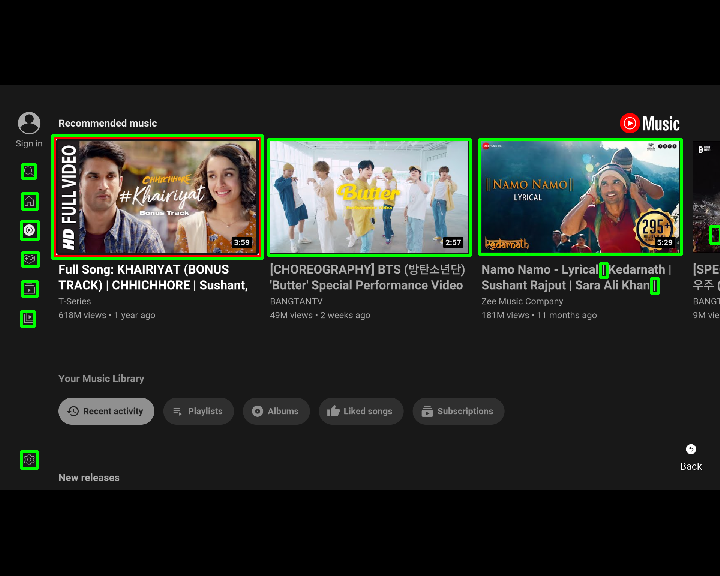 Recommended music
Music
Sign in
HD FULL VIDEO
CHHICHHORE
#Khairiyat
Bonus Track
3:59
Butter
2:57
NAMO NAMO
LYRICAL
295+
kedarnath
5:29
Full Song: KHAIRIYAT (BONUS
TRACK) | CHHICHHORE | Sushant,
T-Series
618M views • 1 year ago
[CHOREOGRAPHY] BTS (방탄소년단)
'Butter' Special Performance Video
BANGTANTV
49M views • 2 weeks ago
Namo Namo - Lyrical | Kedarnath |
Sushant Rajput | Sara Ali Khan |
Zee Music Company
181M views • 11 months ago
[SPE
우주 (
BANGT
9M vie
Your Music Library
Recent activity
Playlists
Albums
Liked songs
Subscriptions
Back
New releases